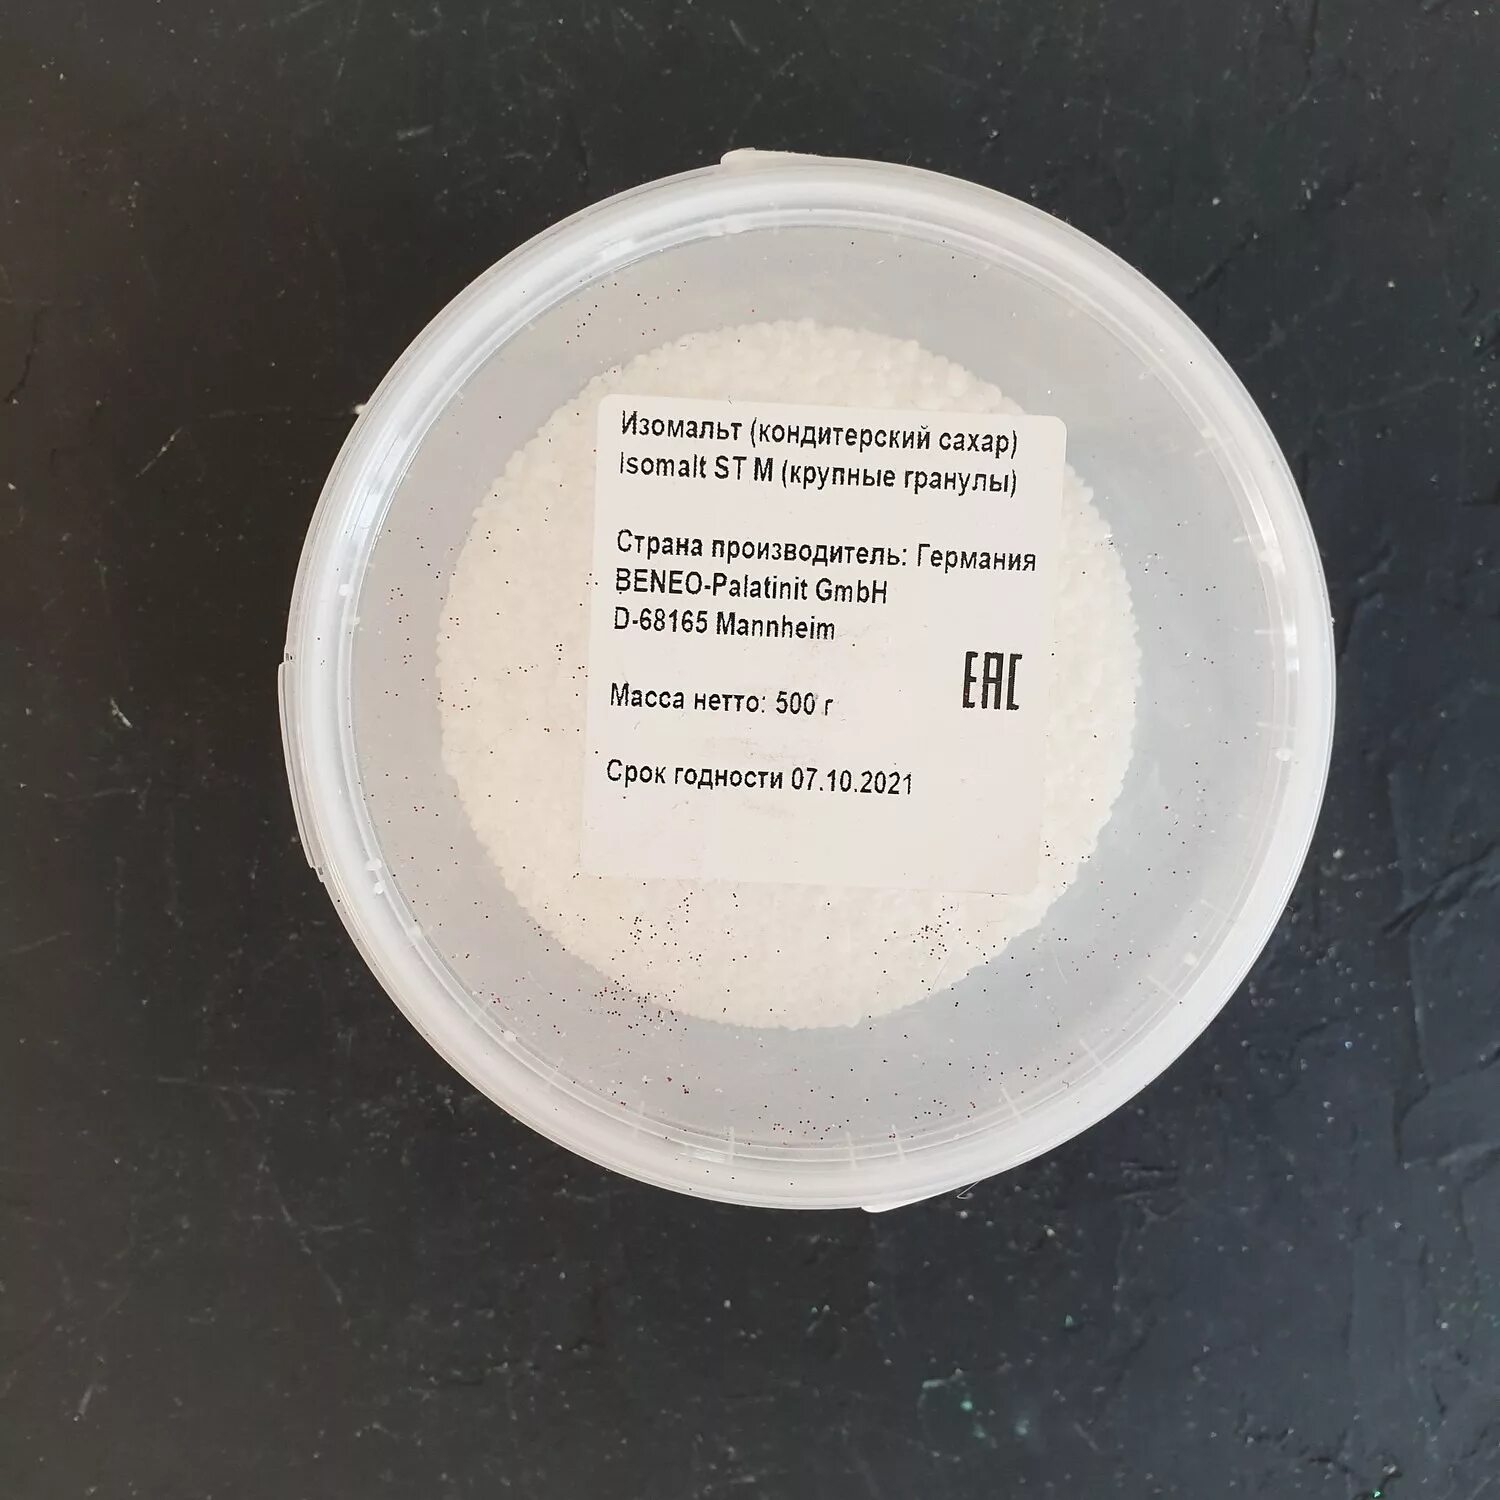 Изомальт (кондитерский сахар)
Isomalt ST M (крупные гранулы)
Страна производитель: Германия
BENEO-Palatinit GmbH
D-68165 Mannheim
Масса нетто: 500 г
EAC
Срок годности 07.10.2021